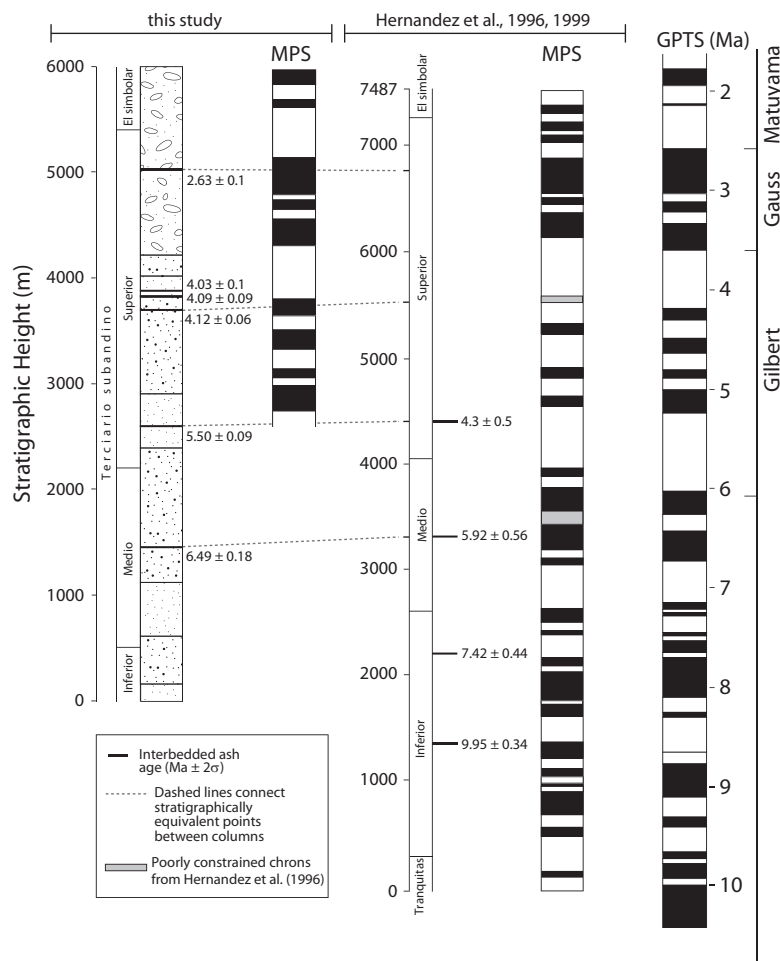 this study
Hernandez et al., 1996, 1999
MPS
MPS
GPTS (Ma)
Stratigraphic Height (m)
6000
5000
4000
3000
2000
1000
0
Terciario subandino
El simbolar
Superior
Medio
Inferior
2.63 ± 0.1
4.03 ± 0.1
4.09 ± 0.09
4.12 ± 0.06
5.50 ± 0.09
6.49 ± 0.18
7487
7000
6000
5000
4000
3000
2000
1000
0
El simbolar
Superior
Medio
Inferior
Tranquitas
4.3 ± 0.5
5.92 ± 0.56
7.42 ± 0.44
9.95 ± 0.34
2
3
4
5
6
7
8
9
10
Matuvama
Gauss
Gilbert
Interbedded ash
age (Ma ± 2σ)
Dashed lines connect
stratigraphically
equivalent points
between columns
Poorly constrained chrons
from Hernandez et al. (1996)